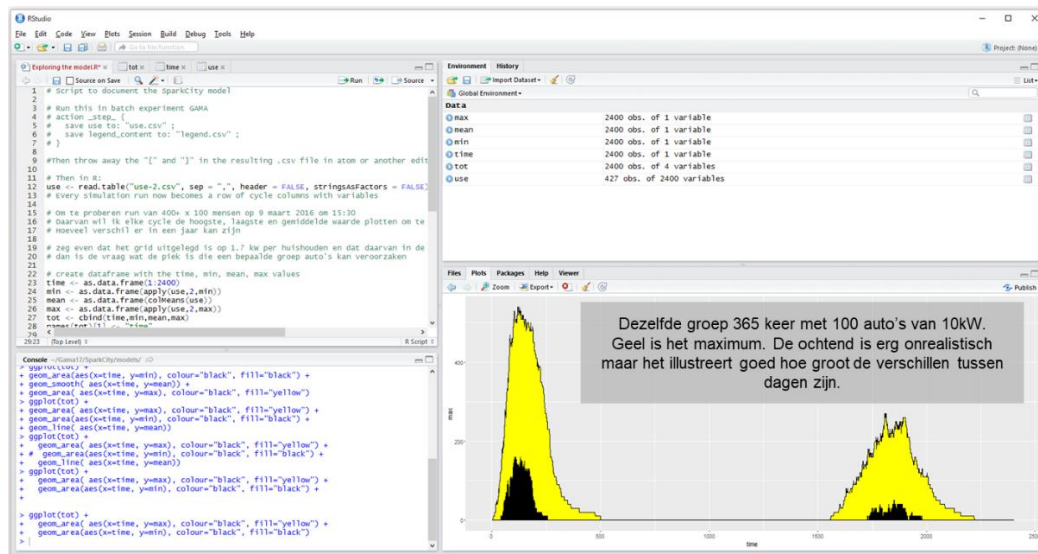 RStudio
File Edit Code View Plots Session Build Debug Tools Help
Go to file/function
Project: (None)
Exploring the model.R* × tot × time × use ×
Source on Save Run Source
1 # Script to document the SparkCity model
2
3 # Run this in batch experiment GAMA
4 # action _step_ {
5 # save use to: "use.csv" ;
6 # save legend_content to: "legend.csv" ;
7 # }
8
9 #Then throw away the "[" and "]" in the resulting .csv file in atom or another edit
10
11 # Then in R:
12 use <- read.table("use-2.csv", sep = ",", header = FALSE, stringsAsFactors = FALSE)
13 # Every simulation run now becomes a row of cycle columns with variables
14
15 # Om te proberen run van 400+ x 100 mensen op 9 maart 2016 om 15:30
16 # Daarvan wil ik elke cycle de hoogste, laagste en gemiddelde waarde plotten om te
17 # Hoeveel verschil er in een jaar kan zijn
18
19 # zeg even dat het grid uitgelegd is op 1.7 kW per huishouden en dat daarvan in de
20 # dan is de vraag wat de piek is die een bepaalde groep auto's kan veroorzaken
21
22 # create dataframe with the time, min, mean, max values
23 time <- as.data.frame(1:2400)
24 min <- as.data.frame(apply(use,2,min))
25 mean <- as.data.frame(colMeans(use))
26 max <- as.data.frame(apply(use,2,max))
27 tot <- cbind(time,min,mean,max)
28 names(tot)[1] <- "time"
29
29:23 (Top Level) R Script
Console ~/Gama17/SparkCity/models/
> ggplot(tot) +
+ geom_area(aes(x=time, y=min), colour="black", fill="black") +
+ geom_smooth( aes(x=time, y=mean)) +
+ geom_area( aes(x=time, y=max), colour="black", fill="yellow")
> ggplot(tot) +
+ geom_area( aes(x=time, y=max), colour="black", fill="yellow") +
+ geom_area(aes(x=time, y=min), colour="black", fill="black") +
+ geom_line( aes(x=time, y=mean))
> ggplot(tot) +
+ geom_area( aes(x=time, y=max), colour="black", fill="yellow") +
+ # geom_area(aes(x=time, y=min), colour="black", fill="black") +
+ geom_line( aes(x=time, y=mean))
> ggplot(tot) +
+ geom_area( aes(x=time, y=max), colour="black", fill="yellow") +
+ geom_area(aes(x=time, y=min), colour="black", fill="black") +
+
> ggplot(tot) +
+ geom_area( aes(x=time, y=max), colour="black", fill="yellow") +
+ geom_area(aes(x=time, y=min), colour="black", fill="black")
>
Environment History
Import Dataset List
Global Environment
Data
max 2400 obs. of 1 variable
mean 2400 obs. of 1 variable
min 2400 obs. of 1 variable
time 2400 obs. of 1 variable
tot 2400 obs. of 4 variables
use 427 obs. of 2400 variables
Files Plots Packages Help Viewer
Zoom Export Publish
Dezelfde groep 365 keer met 100 auto's van 10kW.
Geel is het maximum. De ochtend is erg onrealistisch
maar het illustreert goed hoe groot de verschillen tussen
dagen zijn.
400
200
0
max
0 500 1000 1500 2000 2500
time